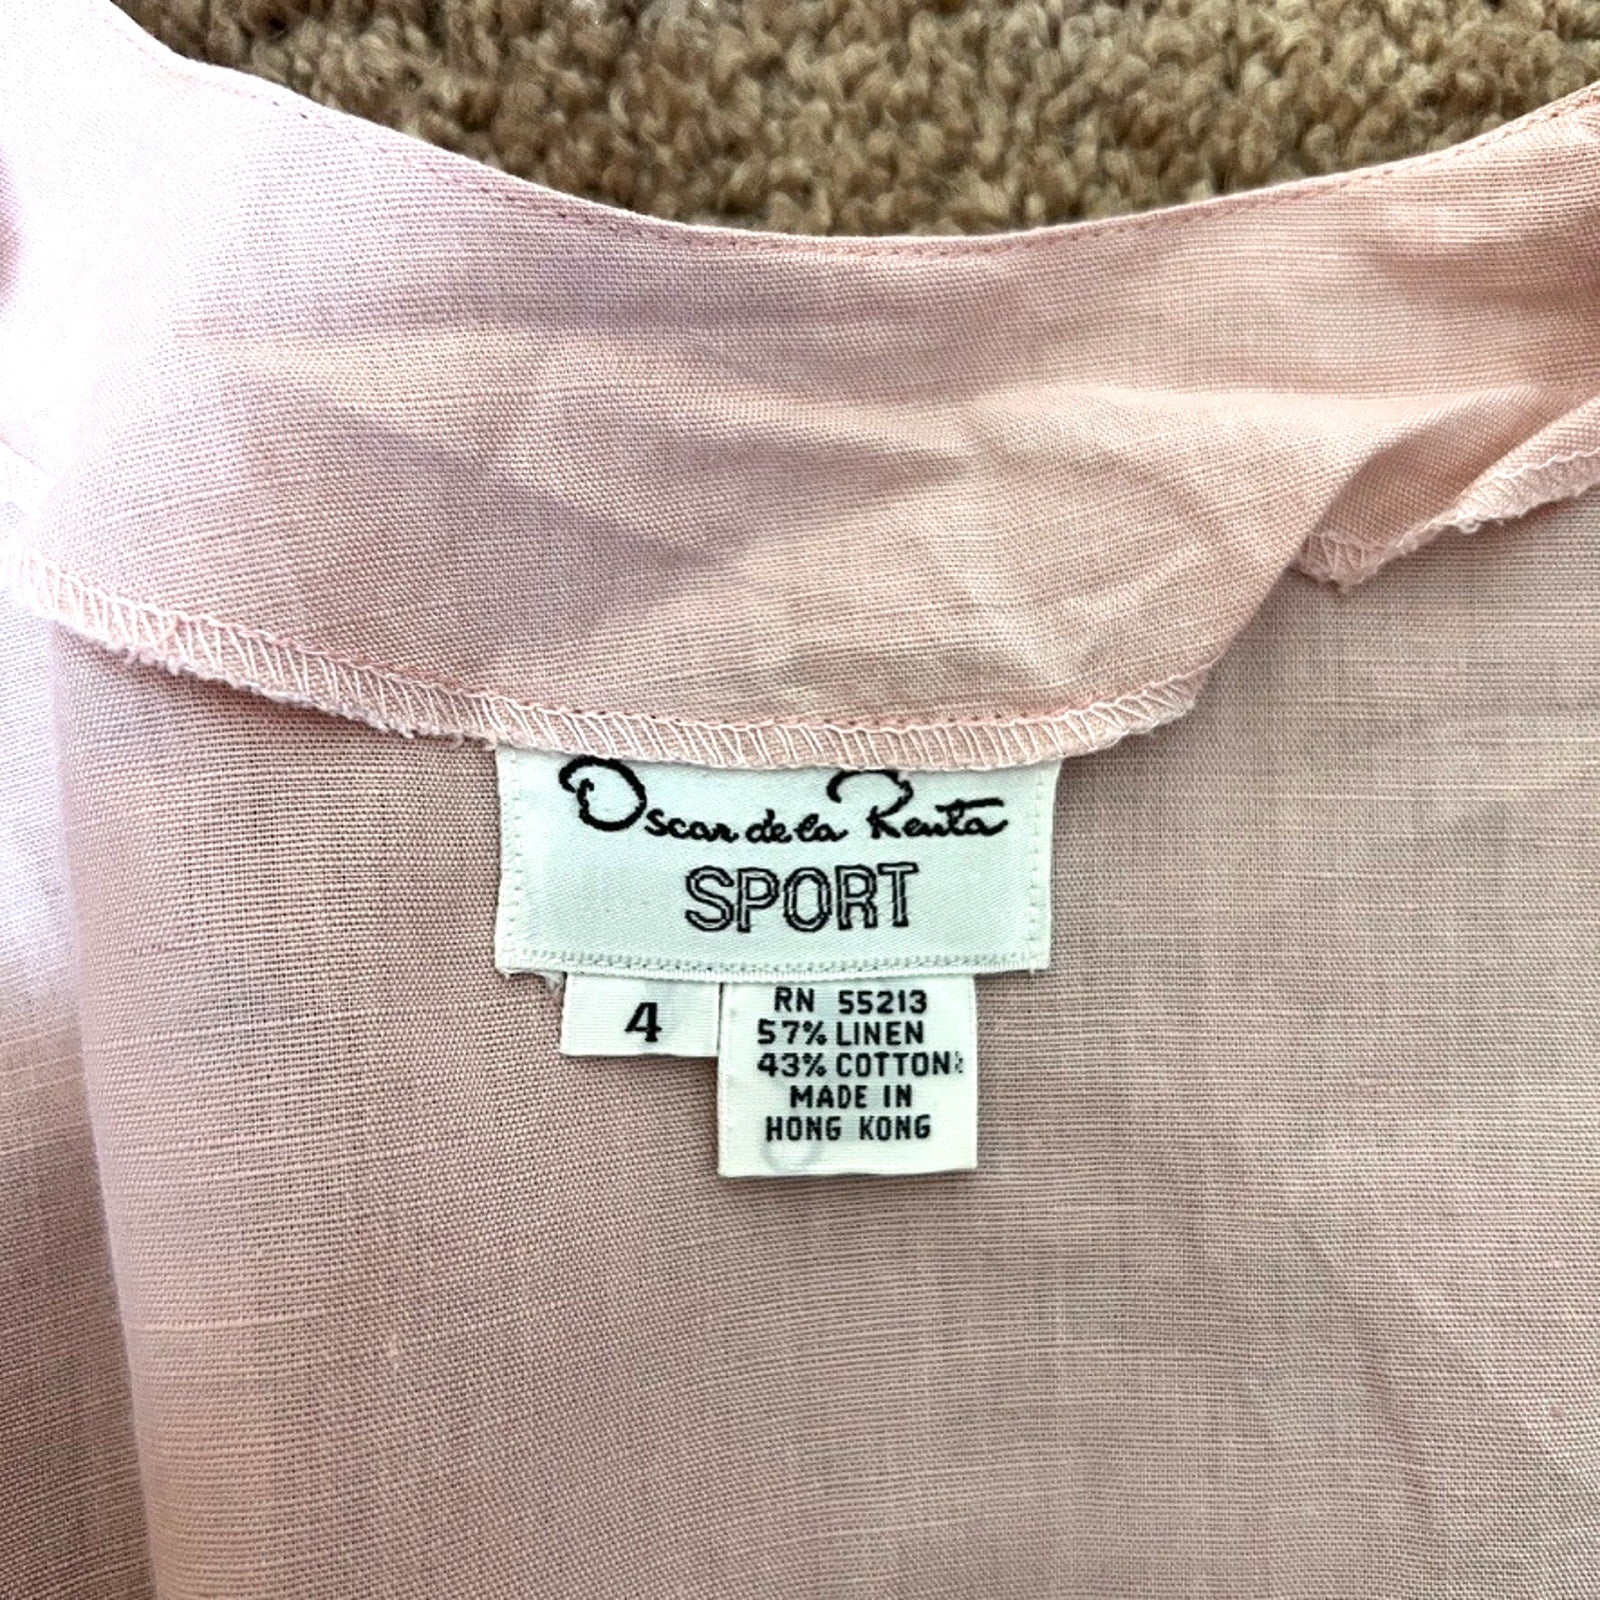 Oscar de la Renta
SPORT
4
RN 55213
57% LINEN
43% COTTON
MADE IN
HONG KONG